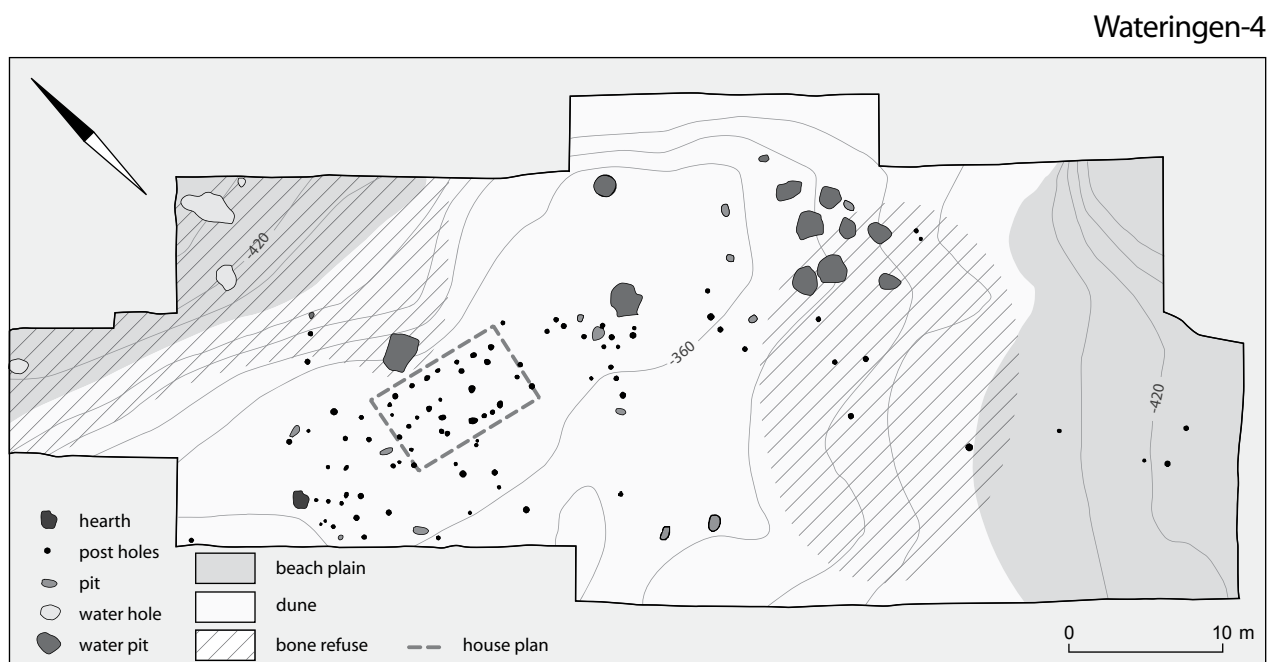 Wateringen-4
-420
-360
-420
hearth
post holes
pit
water hole
water pit
beach plain
dune
bone refuse
house plan
0 10 m